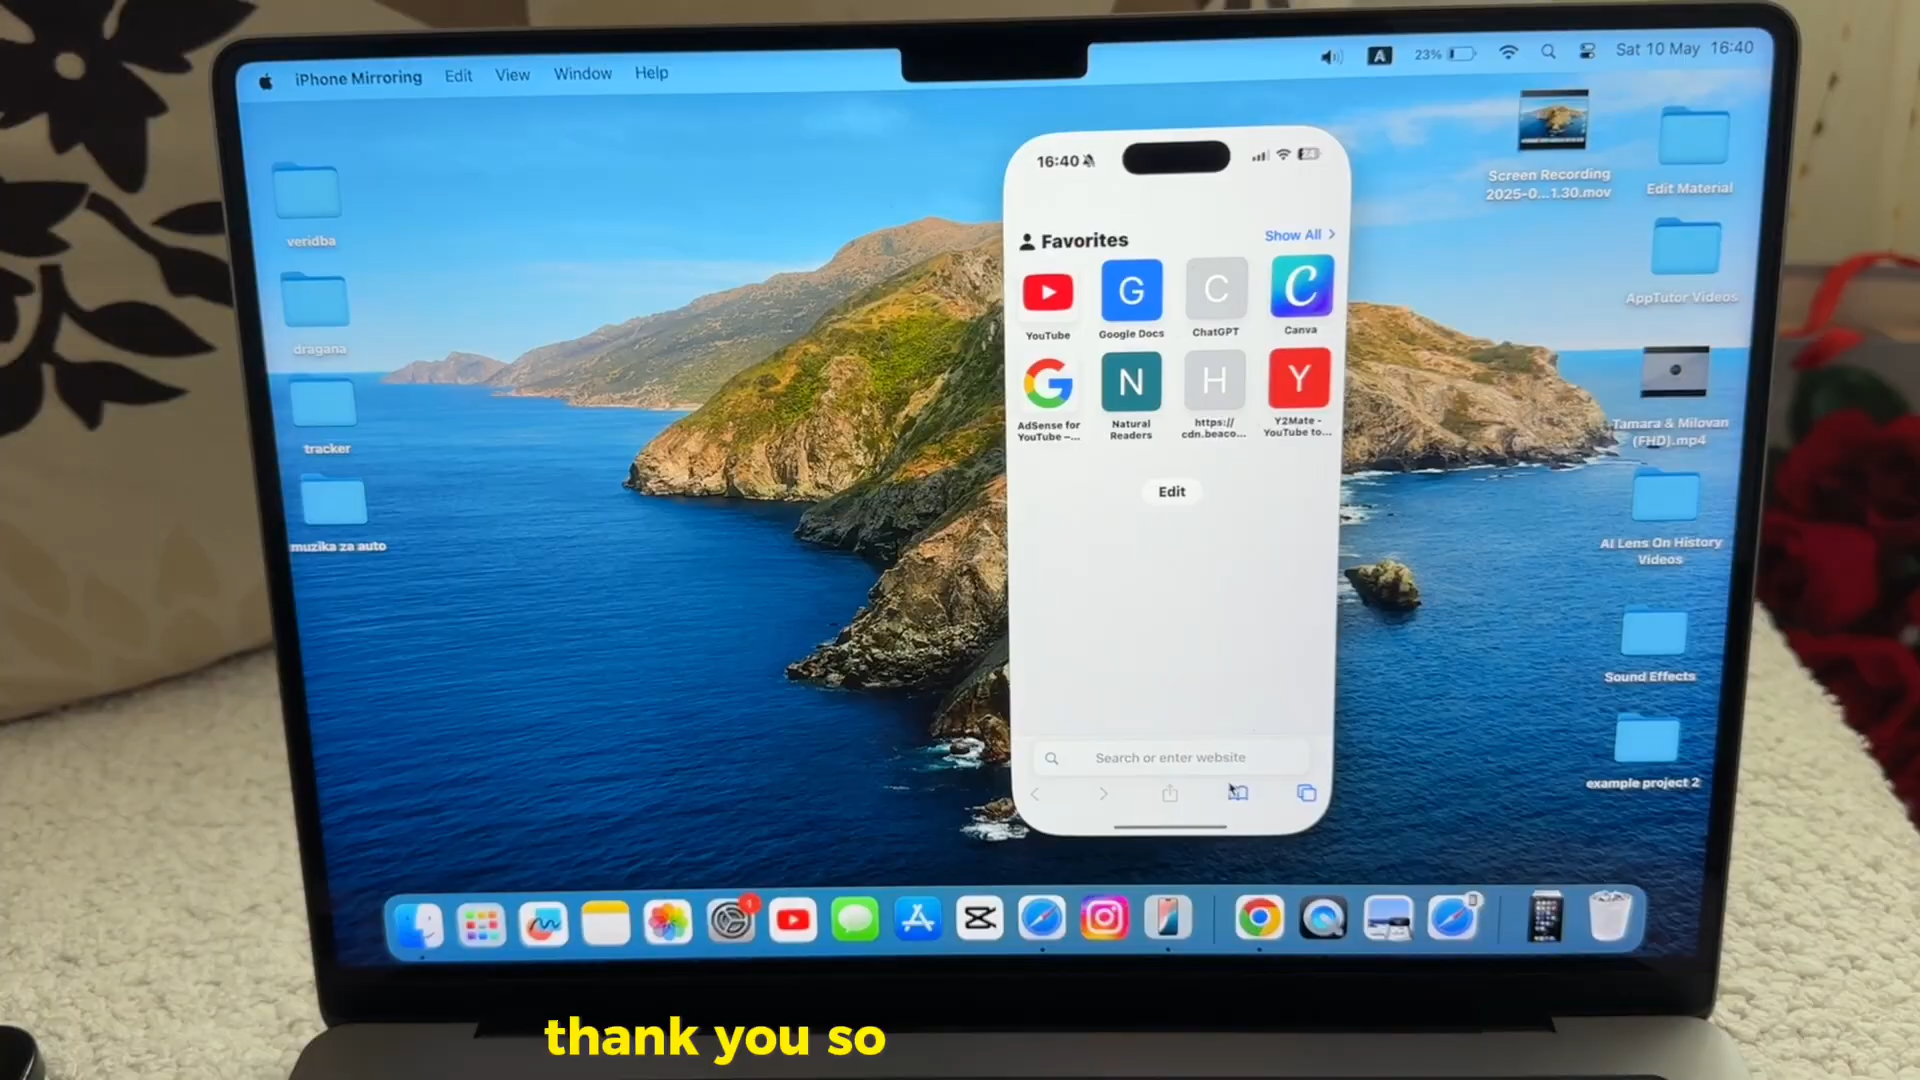 iPhone Mirroring Edit View Window Help
A 23% Sat 10 May 16:40
veridba
dragana
tracker
muzika za auto
16:40 24
Favorites Show All >
G C C
YouTube Google Docs ChatGPT Canva
G N H Y
AdSense for YouTube –...
Natural Readers
https://cdn.beaco...
Y2Mate - YouTube to...
Edit
Search or enter website
Screen Recording
2025-0...1.30.mov
Edit Material
AppTutor Videos
Tamara & Milovan
(FHD).mp4
AI Lens On History
Videos
Sound Effects
example project 2
1
thank you so